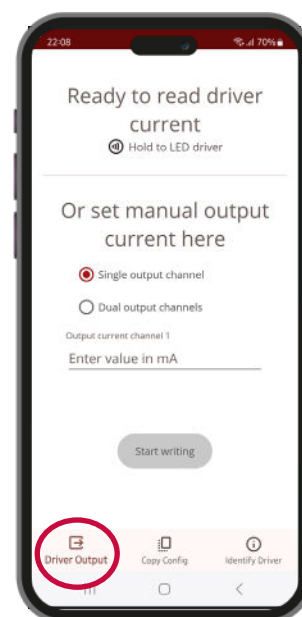 22:08
70%
Ready to read driver
current
Hold to LED driver
Or set manual output
current here
Single output channel
Dual output channels
Output current channel 1
Enter value in mA
Start writing
Driver Output
Copy Config
Identify Driver